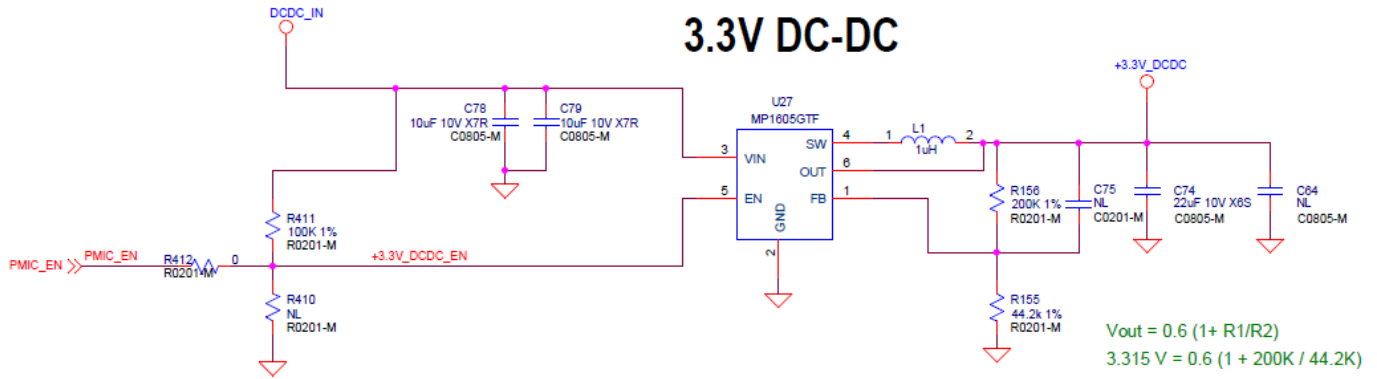 DCDC_IN
3.3V DC-DC
+3.3V_DCDC
C78
10uF 10V X7R
C0805-M
C79
10uF 10V X7R
C0805-M
U27
MP1605GTF
3
VIN
5
EN
GND
2
SW
4
OUT
6
FB
1
1
L1
2
1uH
R156
200K 1%
R0201-M
C75
NL
C0201-M
C74
22uF 10V X6S
C0805-M
C64
NL
C0805-M
R411
100K 1%
R0201-M
PMIC_EN
PMIC_EN
R412
0
R0201-M
+3.3V_DCDC_EN
R410
NL
R0201-M
R155
44.2k 1%
R0201-M
Vout = 0.6 (1+ R1/R2)
3.315 V = 0.6 (1 + 200K / 44.2K)